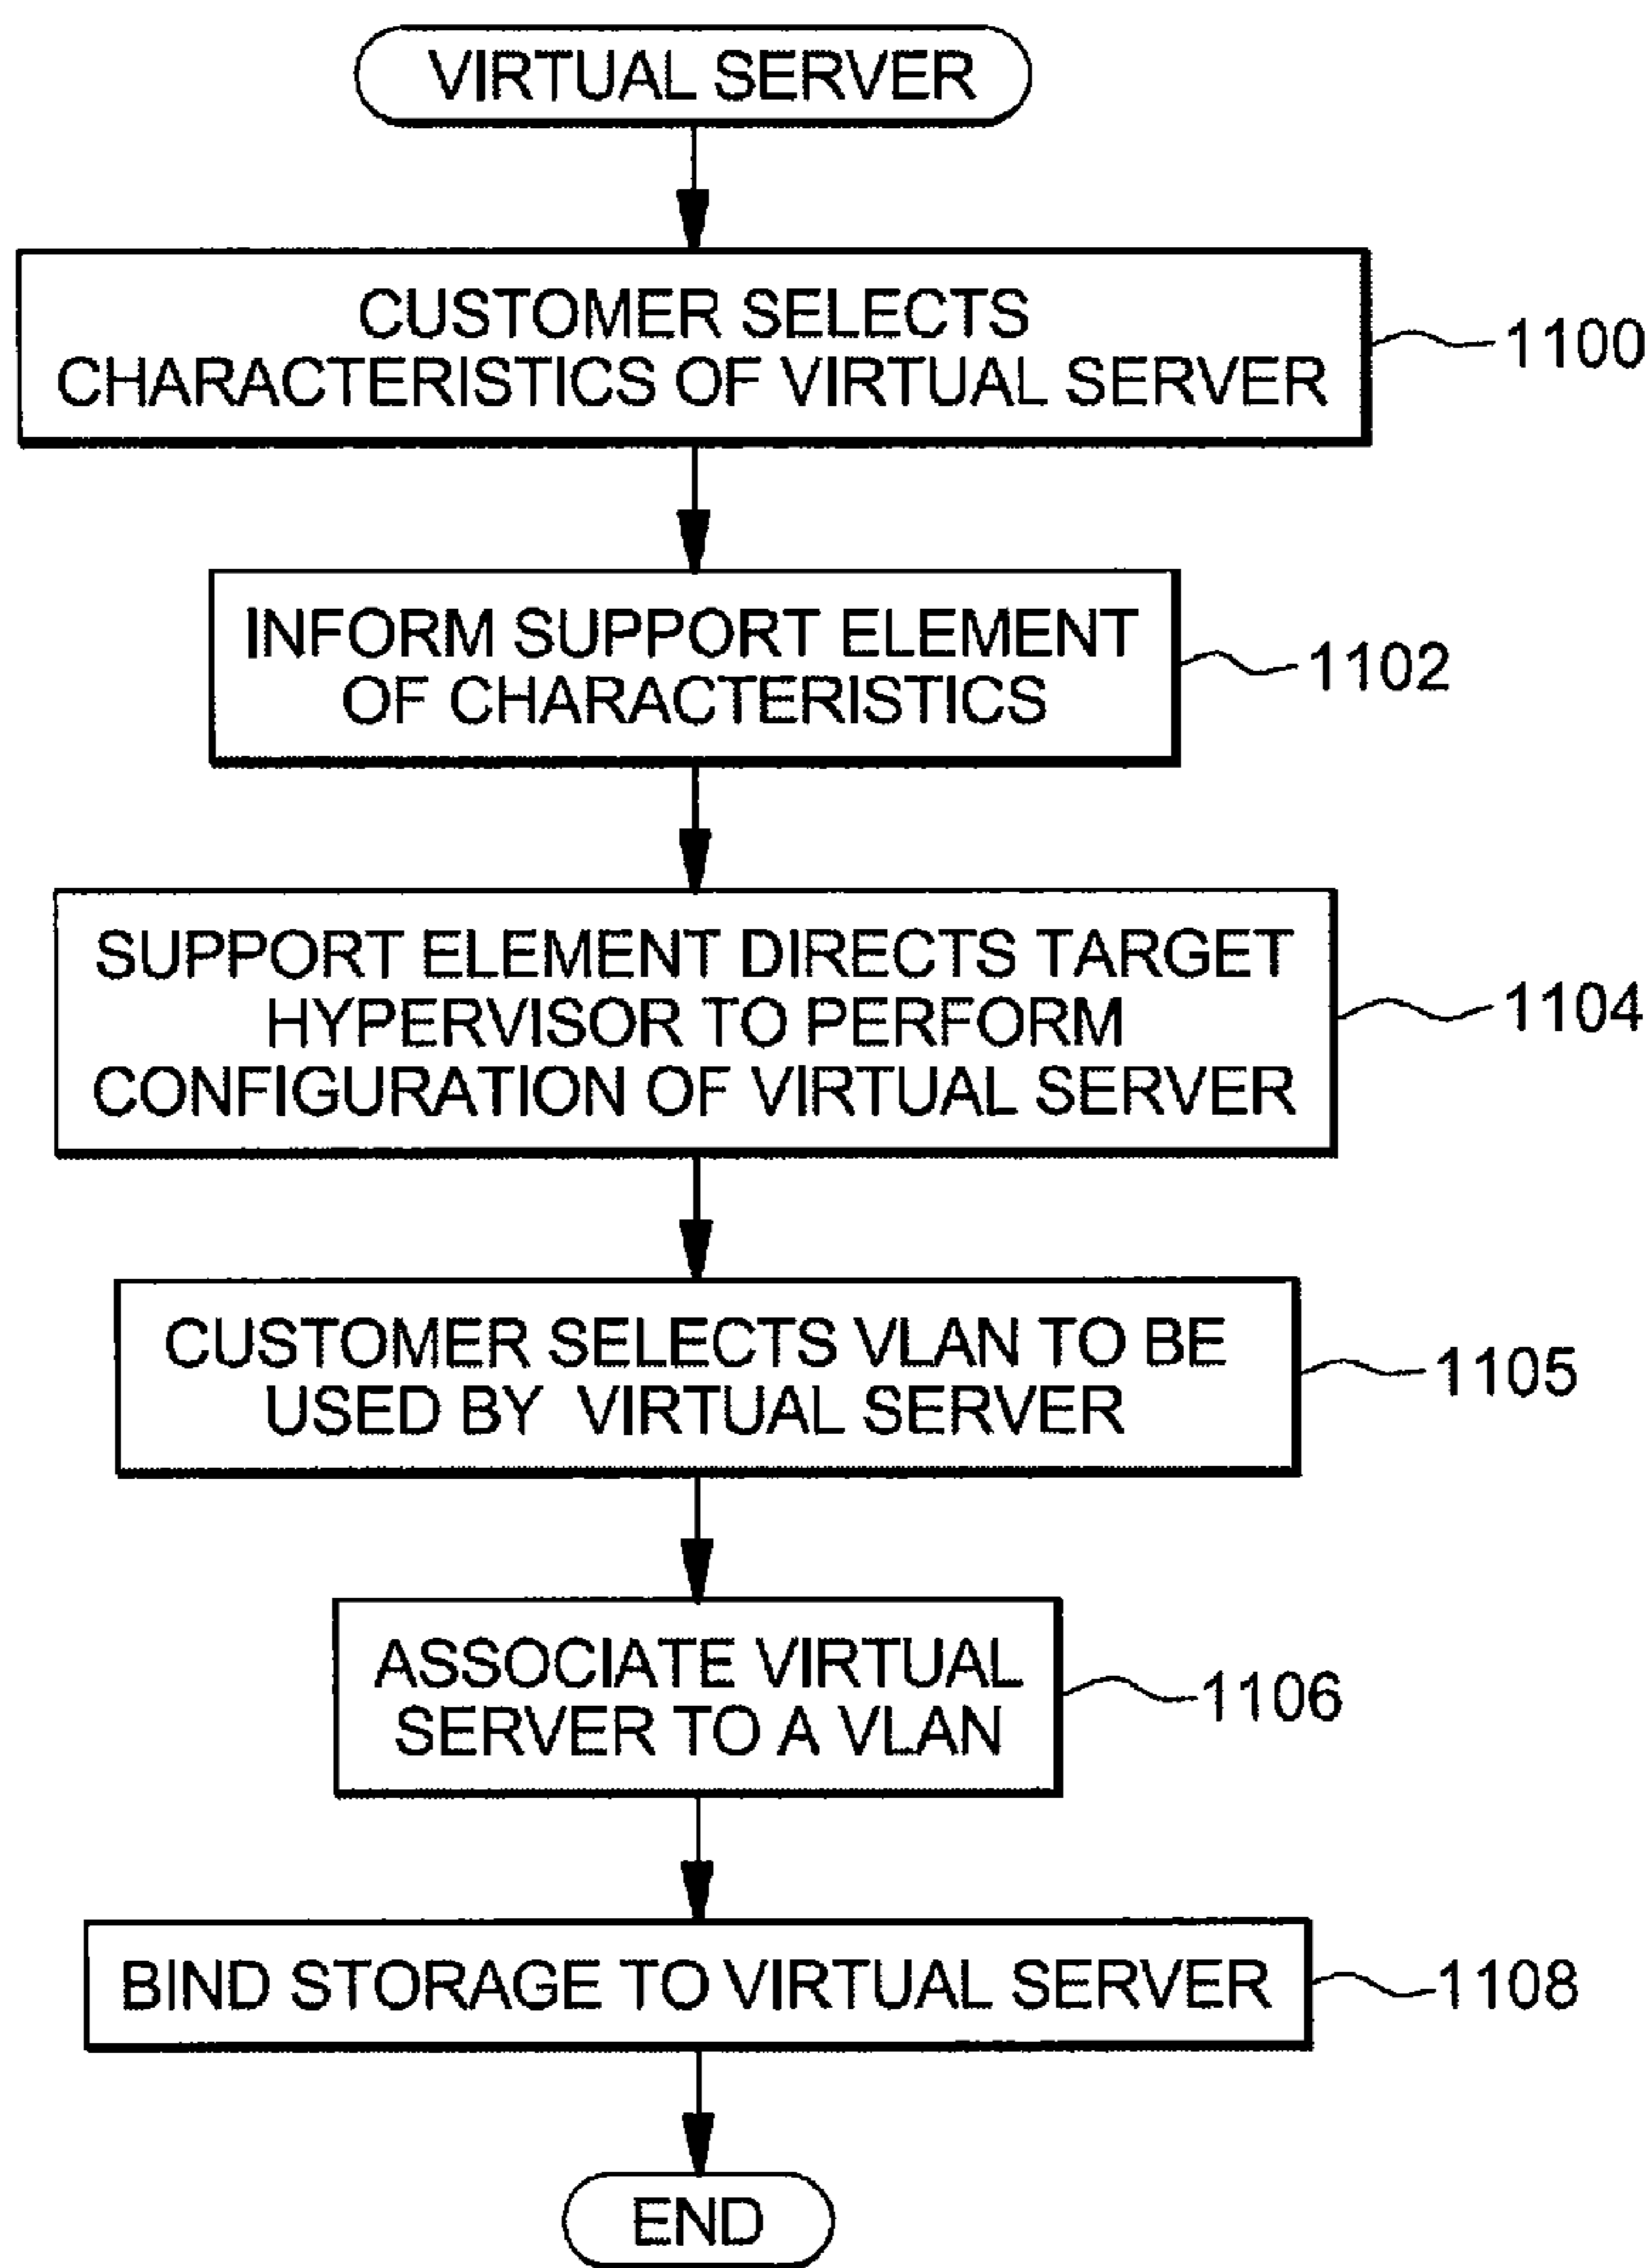 VIRTUAL SERVER
CUSTOMER SELECTS
CHARACTERISTICS OF VIRTUAL SERVER
1100
INFORM SUPPORT ELEMENT
OF CHARACTERISTICS
1102
SUPPORT ELEMENT DIRECTS TARGET
HYPERVISOR TO PERFORM
CONFIGURATION OF VIRTUAL SERVER
1104
CUSTOMER SELECTS VLAN TO BE
USED BY VIRTUAL SERVER
1105
ASSOCIATE VIRTUAL
SERVER TO A VLAN
1106
BIND STORAGE TO VIRTUAL SERVER
1108
END